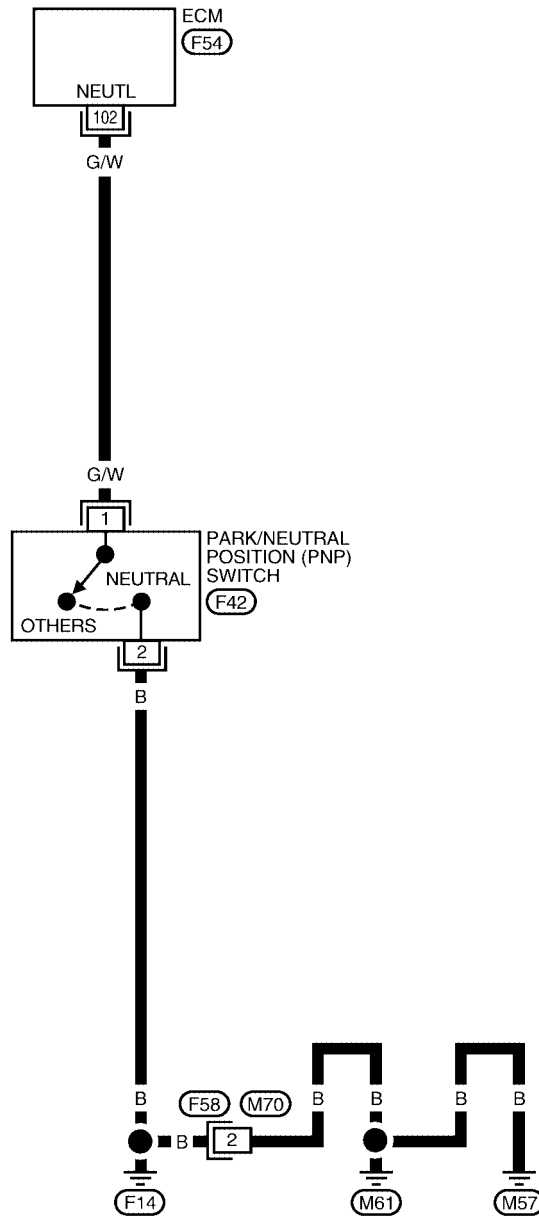 ECM
F54
NEUTL
102
G/W
G/W
1
PARK/NEUTRAL
POSITION (PNP)
SWITCH
F42
NEUTRAL
OTHERS
2
B
B
B
F58
M70
2
B
B
B
B
F14
M61
M57